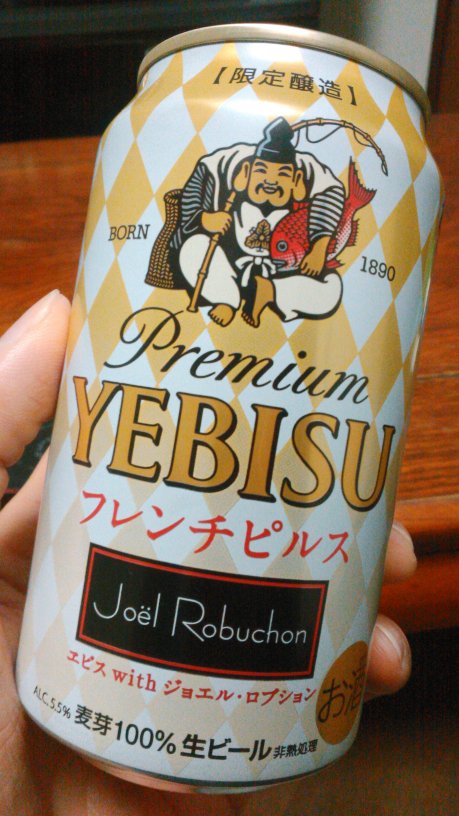 【限定醸造】
BORN 1890
Premium
YEBISU
フレンチピルス
Joël Robuchon
ヱビス with ジョエル・ロブション
お酒
ALC.5.5% 麦芽100% 生ビール 非熱処理